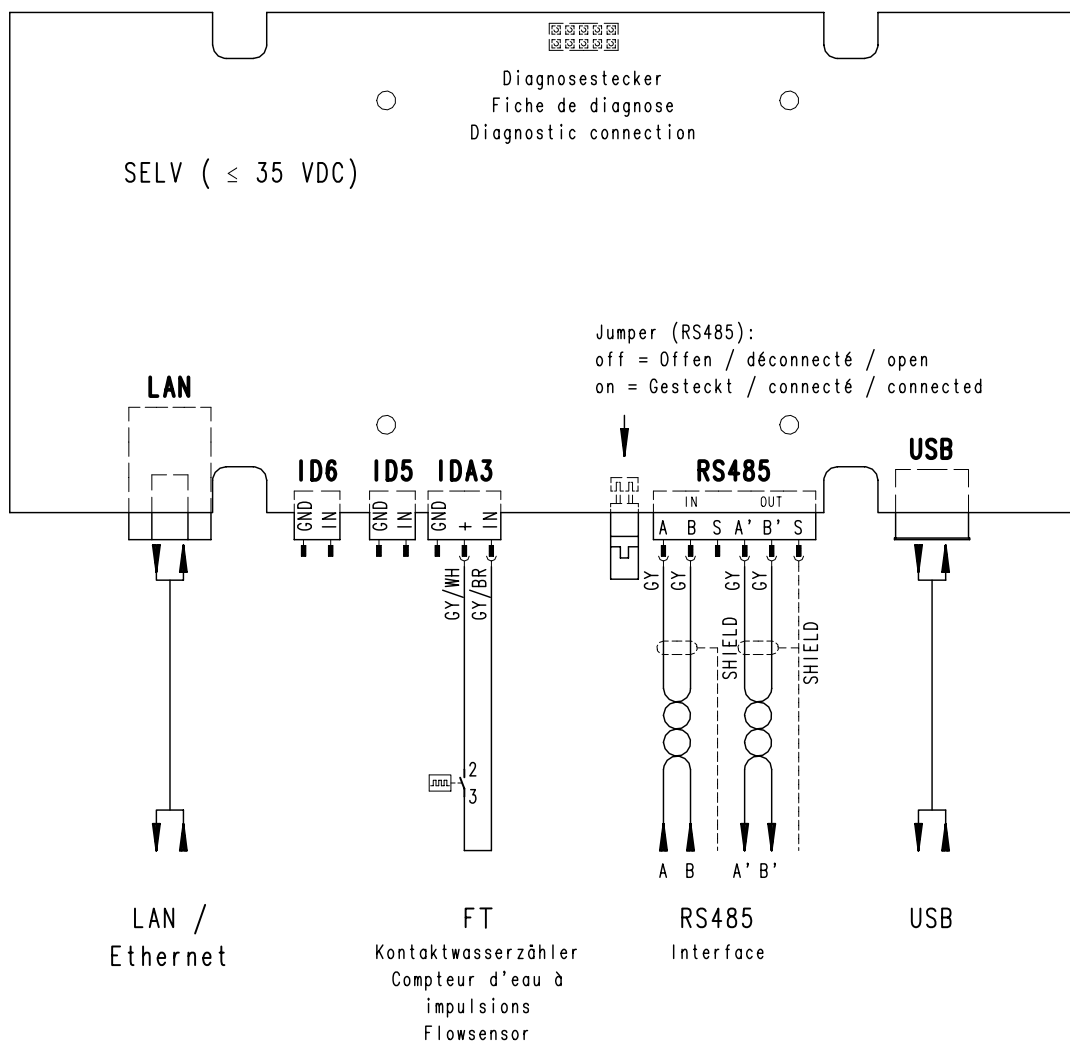 Diagnosestecker
Fiche de diagnose
Diagnostic connection
SELV ( ≤ 35 VDC)
Jumper (RS485):
off = Offen / déconnecté / open
on = Gesteckt / connecté / connected
LAN
ID6
ID5
IDA3
RS485
USB
IN OUT
GND IN
GND IN
GND + IN
A B S A' B' S
GY/WH
GY/BR
GY
GY
GY
GY
SHIELD
SHIELD
2
3
A B A' B'
LAN /
Ethernet
FT
Kontaktwasserzähler
Compteur d'eau à
impulsions
Flowsensor
RS485
Interface
USB